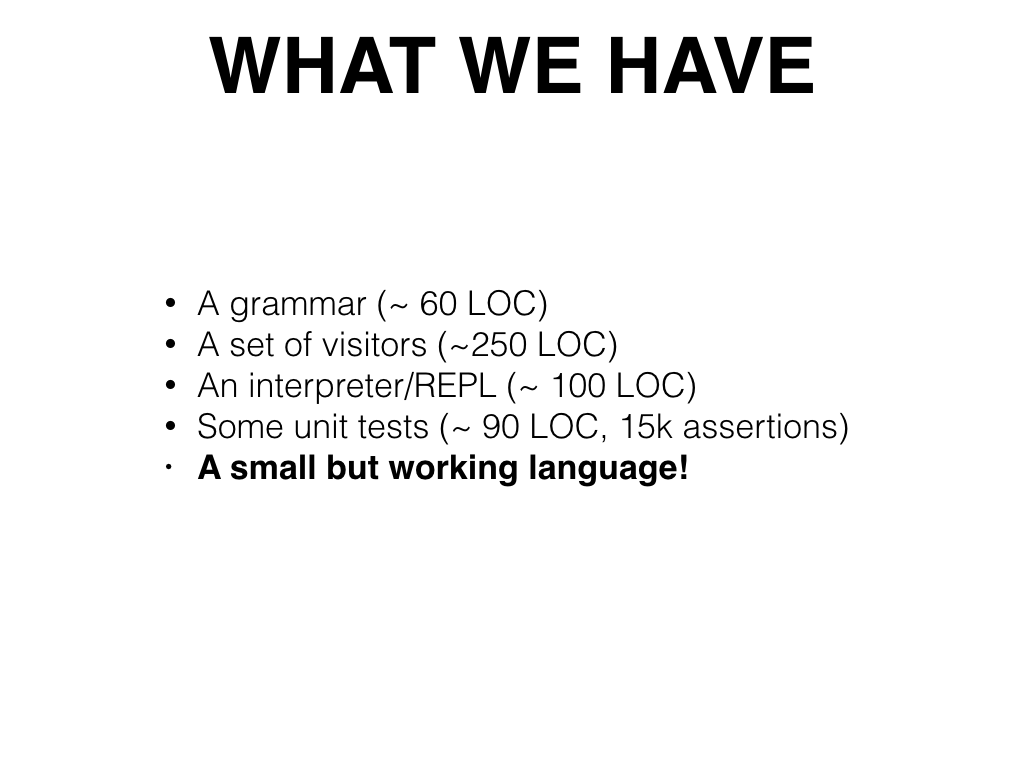 WHAT WE HAVE
• A grammar (~ 60 LOC)
• A set of visitors (~250 LOC)
• An interpreter/REPL (~ 100 LOC)
• Some unit tests (~ 90 LOC, 15k assertions)
• A small but working language!